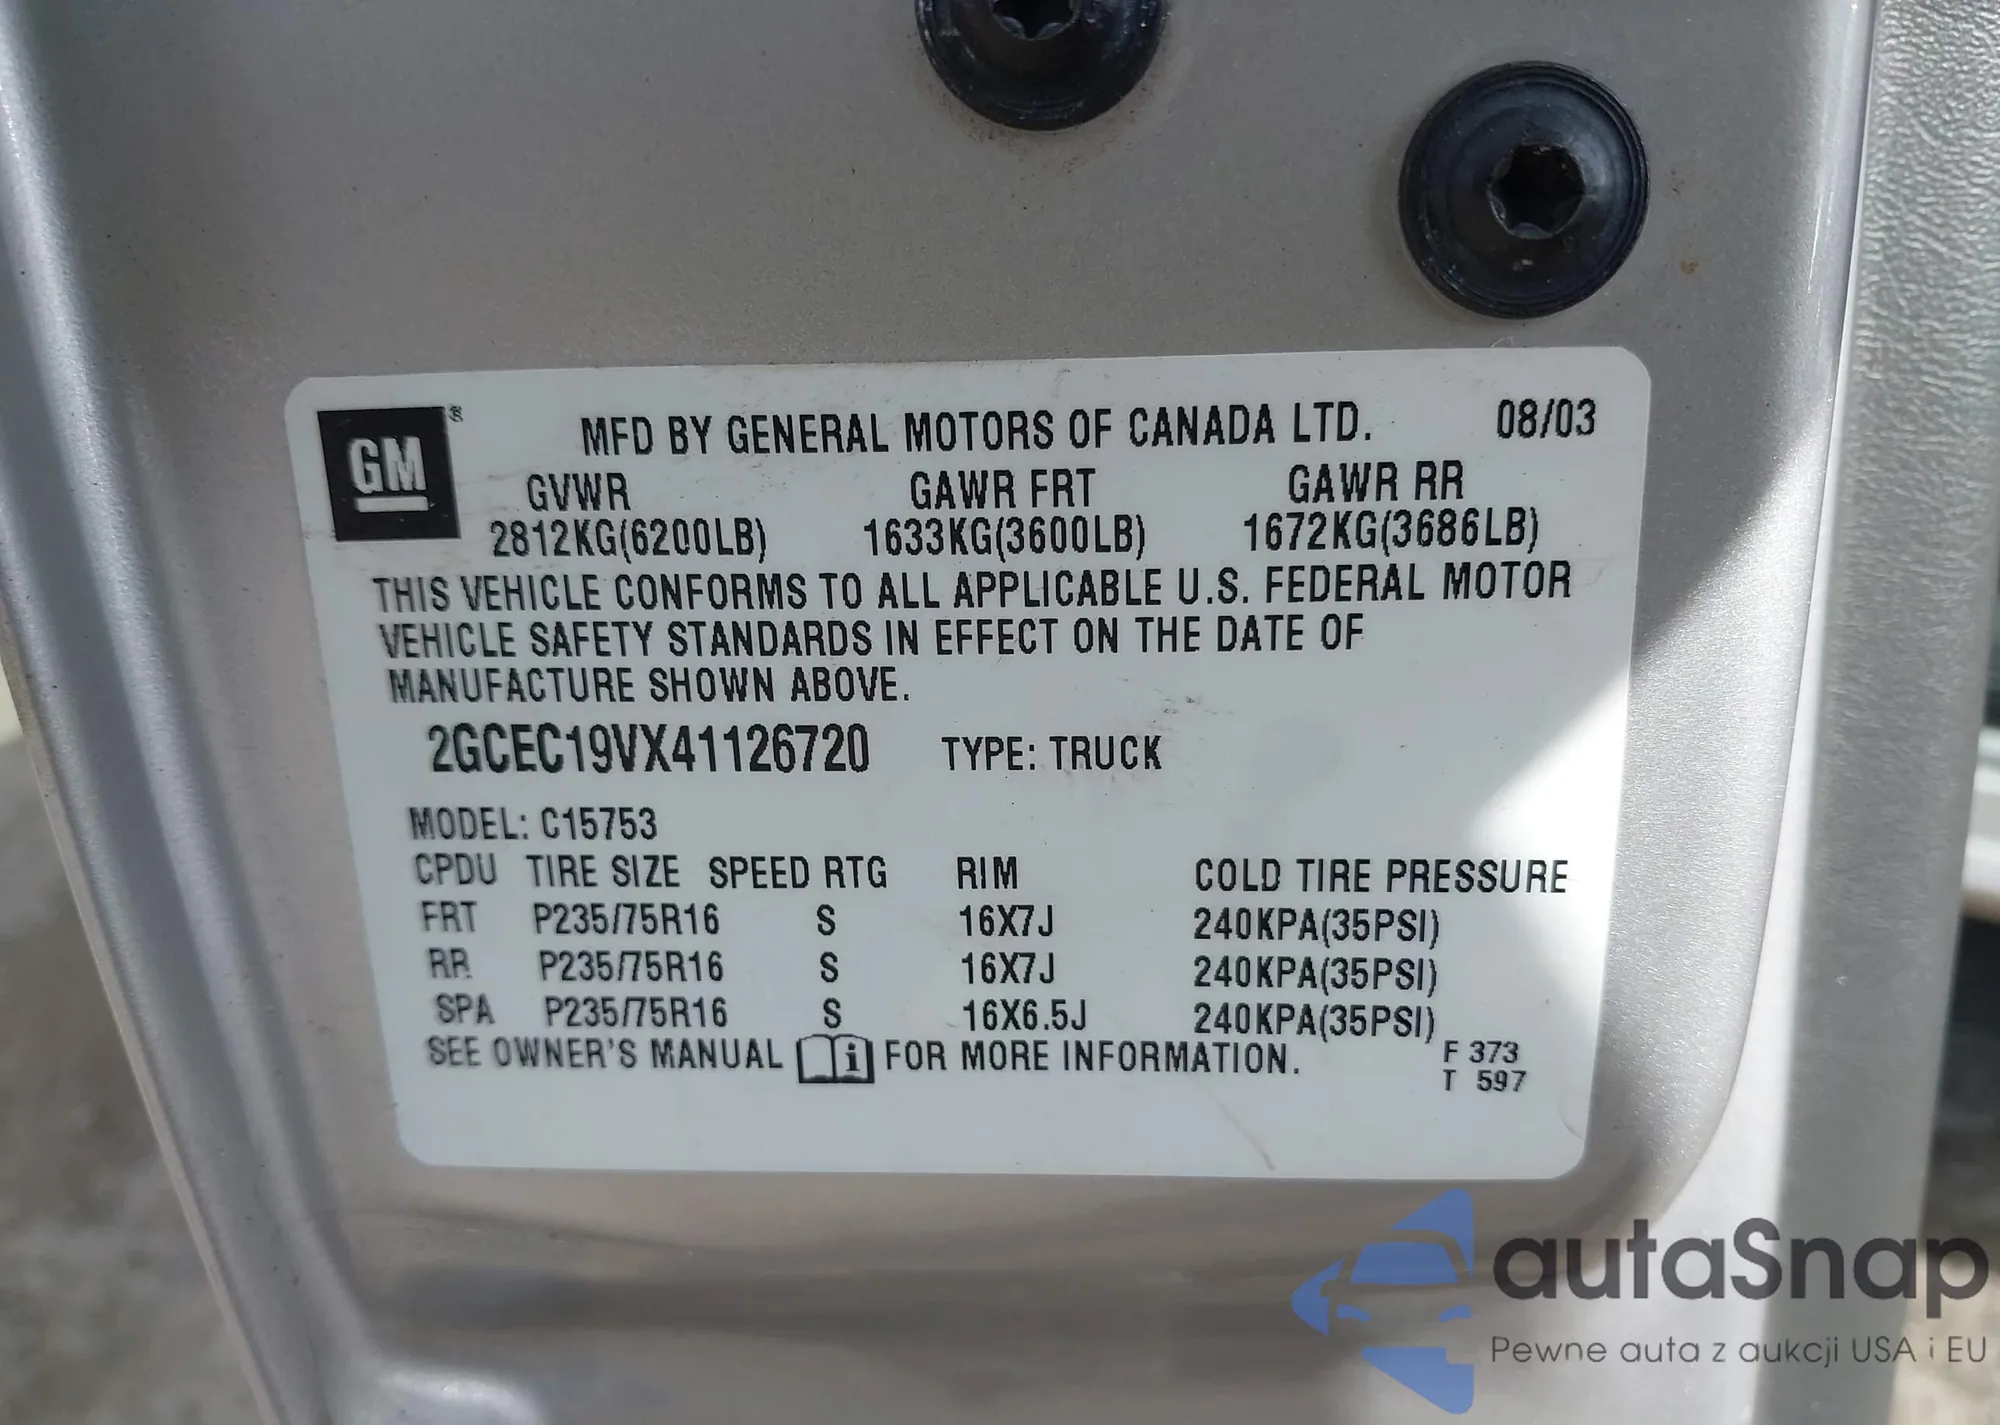 GM ®
MFD BY GENERAL MOTORS OF CANADA LTD. 08/03
GVWR GAWR FRT GAWR RR
2812KG(6200LB) 1633KG(3600LB) 1672KG(3686LB)
THIS VEHICLE CONFORMS TO ALL APPLICABLE U.S. FEDERAL MOTOR
VEHICLE SAFETY STANDARDS IN EFFECT ON THE DATE OF
MANUFACTURE SHOWN ABOVE.
2GCEC19VX41126720 TYPE: TRUCK
MODEL: C15753
CPDU TIRE SIZE SPEED RTG RIM COLD TIRE PRESSURE
FRT P235/75R16 S 16X7J 240KPA(35PSI)
RR P235/75R16 S 16X7J 240KPA(35PSI)
SPA P235/75R16 S 16X6.5J 240KPA(35PSI)
SEE OWNER'S MANUAL i FOR MORE INFORMATION.
F 373
T 597
autaSnap
Pewne auta z aukcji USA i EU